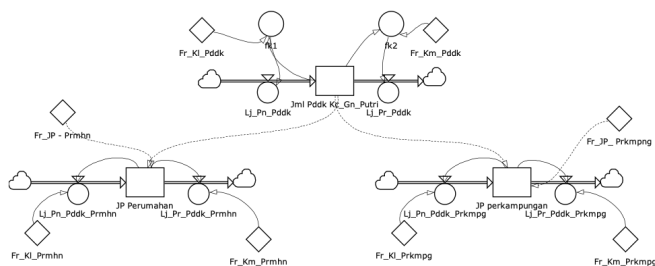 fk1
fk2
Fr_Kl_Pddk
Fr_Km_Pddk
Jml Pddk Kc_Gn_Putri
Lj_Pn_Pddk
Lj_Pr_Pddk
Fr_JP - Prmhn
Fr_JP_ Prkmpng
JP Perumahan
JP perkampungan
Lj_Pn_Pddk_Prmhn
Lj_Pr_Pddk_Prmhn
Lj_Pn_Pddk_Prkmpg
Lj_Pr_Pddk_Prkmpg
Fr_Kl_Prmhn
Fr_Km_Prmhn
Fr_Kl_Prkmpg
Fr_Km_Prkmpg